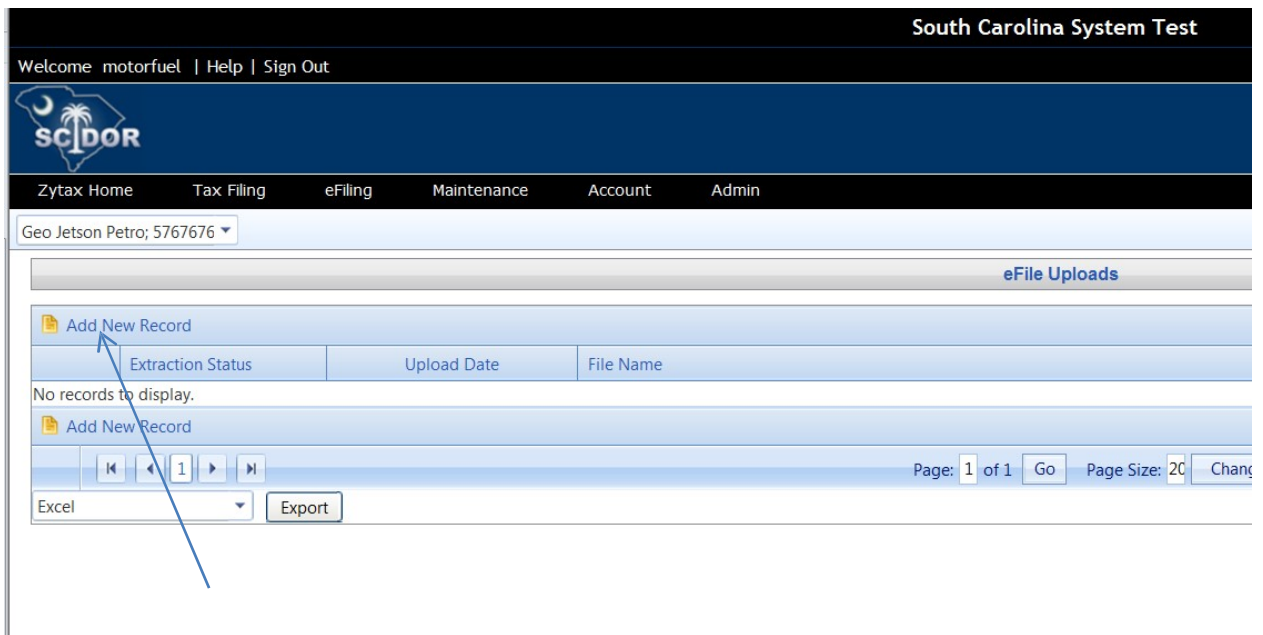 South Carolina System Test
Welcome motorfuel | Help | Sign Out
SCDOR
Zytax Home Tax Filing eFiling Maintenance Account Admin
Geo Jetson Petro; 5767676
eFile Uploads
Add New Record
Extraction Status Upload Date File Name
No records to display.
Add New Record
1 Page: 1 of 1 Go Page Size: 20 Chang
Excel Export